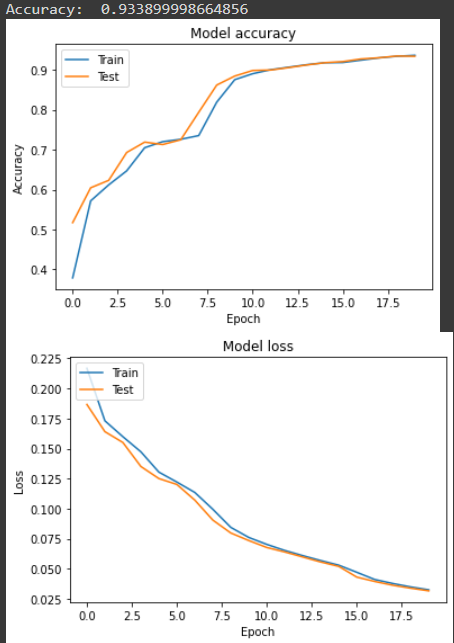 Accuracy:  0.933899998664856
Model accuracy
Train
Test
0.9
0.8
0.7
0.6
0.5
0.4
Accuracy
0.0 2.5 5.0 7.5 10.0 12.5 15.0 17.5
Epoch
Model loss
Train
Test
0.225
0.200
0.175
0.150
0.125
0.100
0.075
0.050
0.025
Loss
0.0 2.5 5.0 7.5 10.0 12.5 15.0 17.5
Epoch